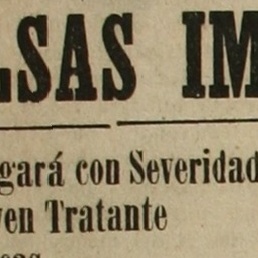 LSAS IM
gará con Severidad
ven Tratante